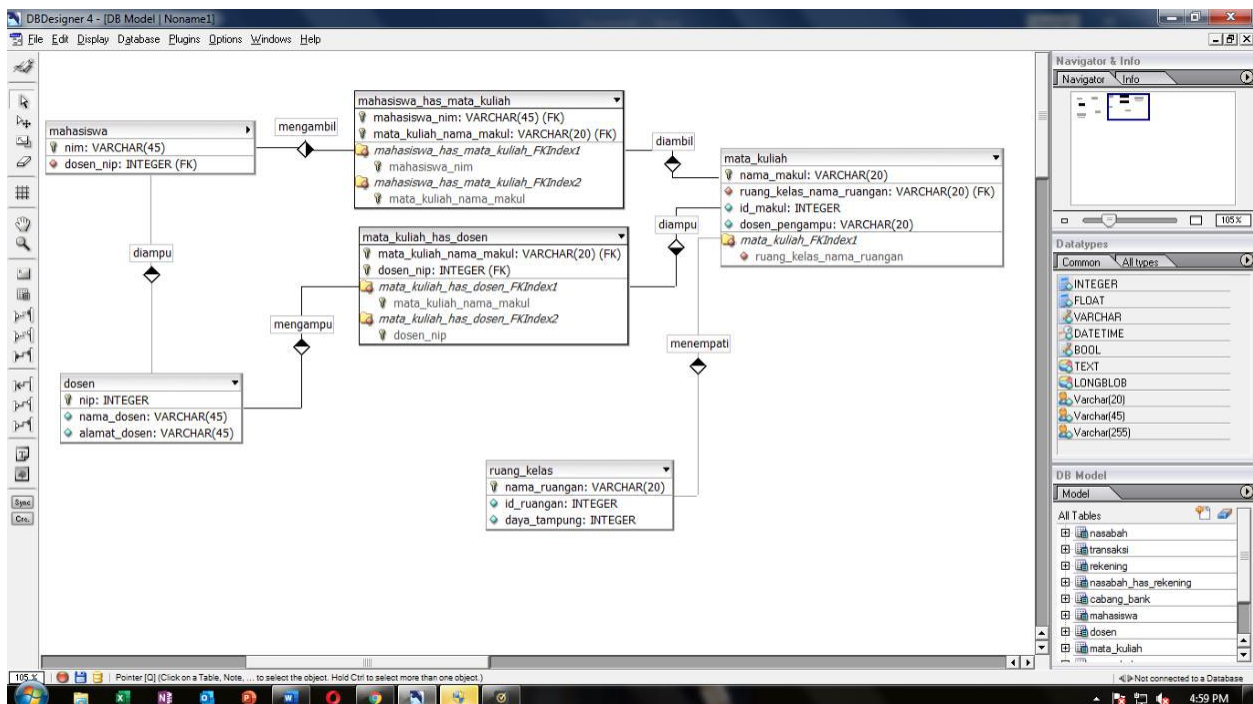 DBDesigner 4 - [DB Model | Noname1]
File Edit Display Database Plugins Options Windows Help
mahasiswa
nim: VARCHAR(45)
dosen_nip: INTEGER (FK)
mengambil
mahasiswa_has_mata_kuliah
mahasiswa_nim: VARCHAR(45) (FK)
mata_kuliah_nama_makul: VARCHAR(20) (FK)
mahasiswa_has_mata_kuliah_FKIndex1
mahasiswa_nim
mahasiswa_has_mata_kuliah_FKIndex2
mata_kuliah_nama_makul
diambil
mata_kuliah
nama_makul: VARCHAR(20)
ruang_kelas_nama_ruangan: VARCHAR(20) (FK)
id_makul: INTEGER
dosen_pengampu: VARCHAR(20)
mata_kuliah_FKIndex1
ruang_kelas_nama_ruangan
diampu
mata_kuliah_has_dosen
mata_kuliah_nama_makul: VARCHAR(20) (FK)
dosen_nip: INTEGER (FK)
mata_kuliah_has_dosen_FKIndex1
mata_kuliah_nama_makul
mata_kuliah_has_dosen_FKIndex2
dosen_nip
diampu
mengampu
menempati
dosen
nip: INTEGER
nama_dosen: VARCHAR(45)
alamat_dosen: VARCHAR(45)
ruang_kelas
nama_ruangan: VARCHAR(20)
id_ruangan: INTEGER
daya_tampung: INTEGER
Sync
Cre.
Navigator & Info
Navigator Info
105 %
Datatypes
Common All types
INTEGER
FLOAT
VARCHAR
DATETIME
BOOL
TEXT
LONGBLOB
Varchar(20)
Varchar(45)
Varchar(255)
DB Model
Model
All Tables
nasabah
transaksi
rekening
nasabah_has_rekening
cabang_bank
mahasiswa
dosen
mata_kuliah
105 % Pointer [Q] (Click on a Table, Note, ... to select the object. Hold Ctrl to select more than one object.) Not connected to a Database
4:59 PM